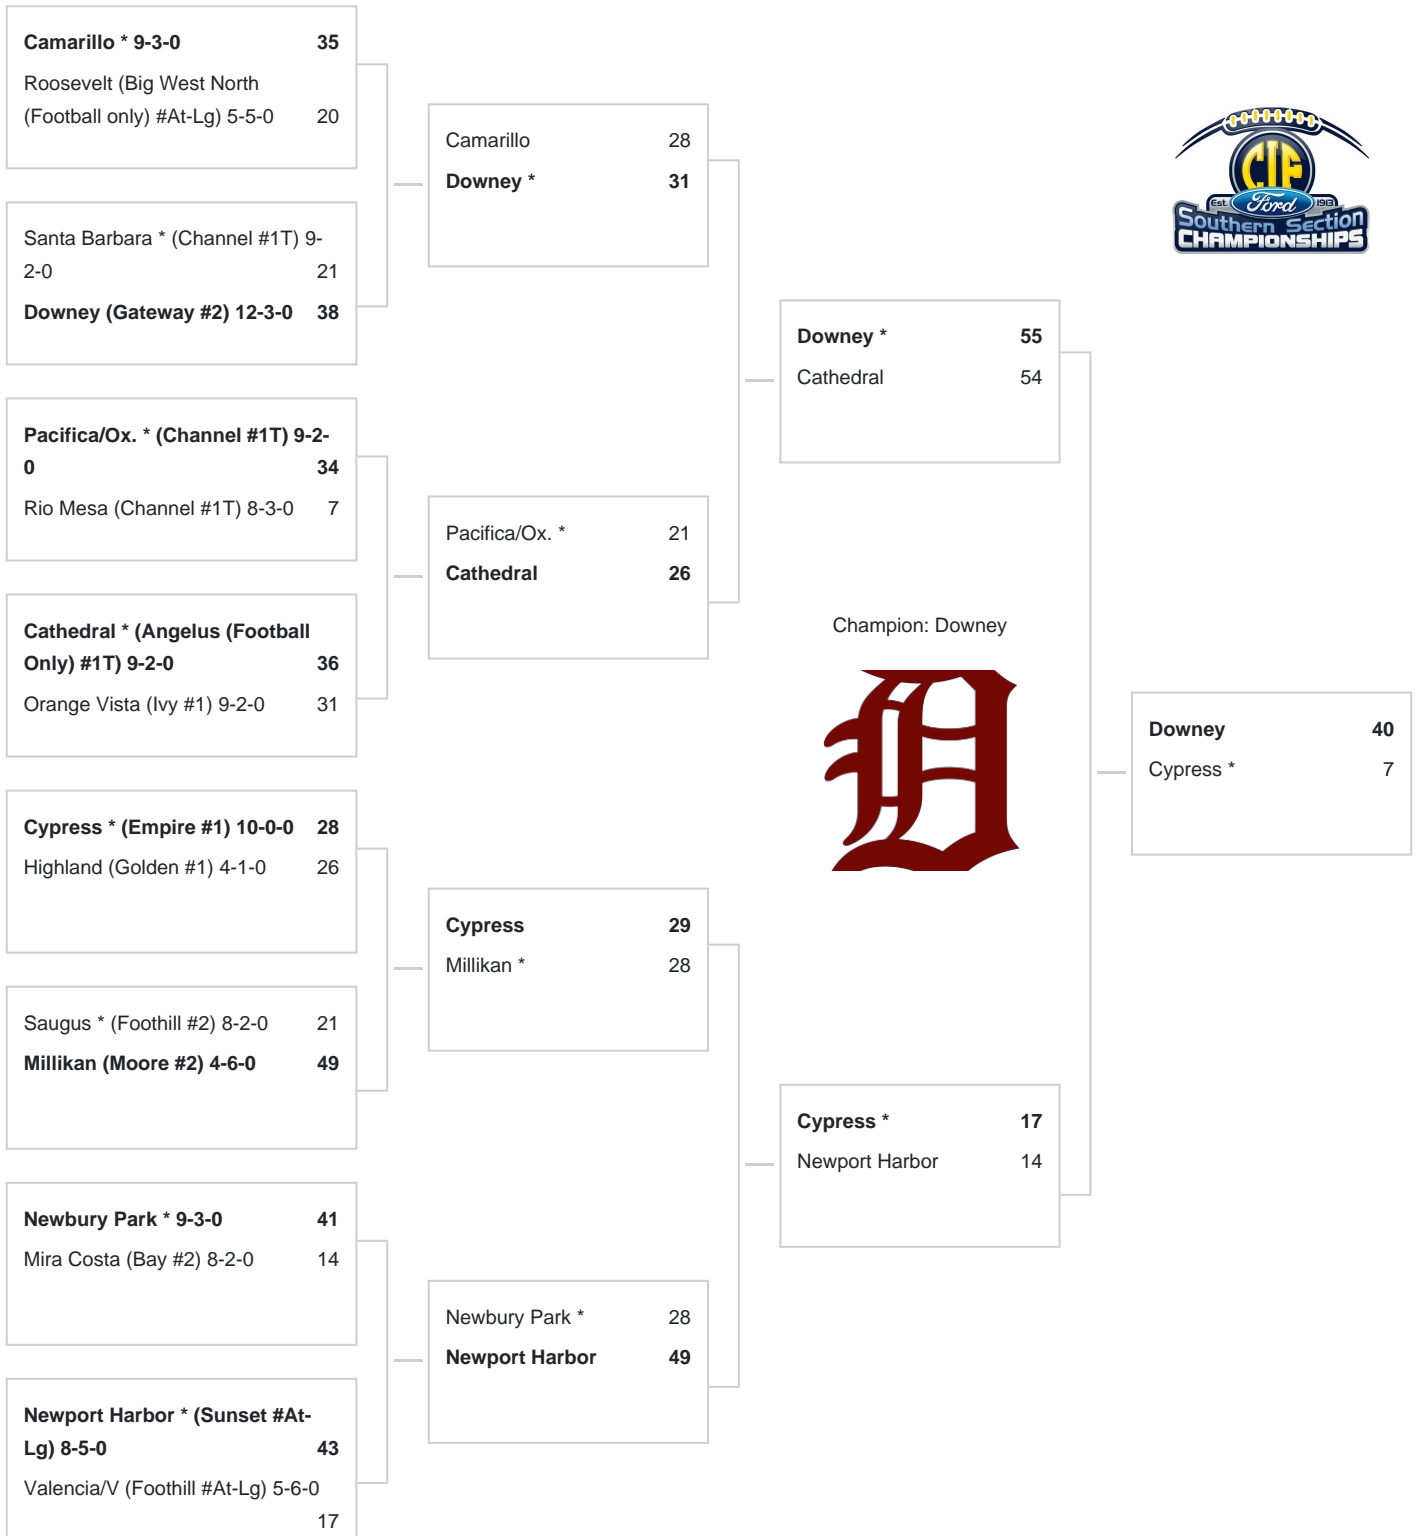 Camarillo * 9-3-0 35
Roosevelt (Big West North
(Football only) #At-Lg) 5-5-0 20
Santa Barbara * (Channel #1T) 9-
2-0 21
Downey (Gateway #2) 12-3-0 38
Pacifica/Ox. * (Channel #1T) 9-2-
0 34
Rio Mesa (Channel #1T) 8-3-0 7
Cathedral * (Angelus (Football
Only) #1T) 9-2-0 36
Orange Vista (Ivy #1) 9-2-0 31
Cypress * (Empire #1) 10-0-0 28
Highland (Golden #1) 4-1-0 26
Saugus * (Foothill #2) 8-2-0 21
Millikan (Moore #2) 4-6-0 49
Newbury Park * 9-3-0 41
Mira Costa (Bay #2) 8-2-0 14
Newport Harbor * (Sunset #At-
Lg) 8-5-0 43
Valencia/V (Foothill #At-Lg) 5-6-0
17
Camarillo 28
Downey * 31
Pacifica/Ox. * 21
Cathedral 26
Cypress 29
Millikan * 28
Newbury Park * 28
Newport Harbor 49
Downey * 55
Cathedral 54
Cypress * 17
Newport Harbor 14
Champion: Downey
D
Downey 40
Cypress * 7
CIF
Est. Ford 1913
Southern Section
CHAMPIONSHIPS